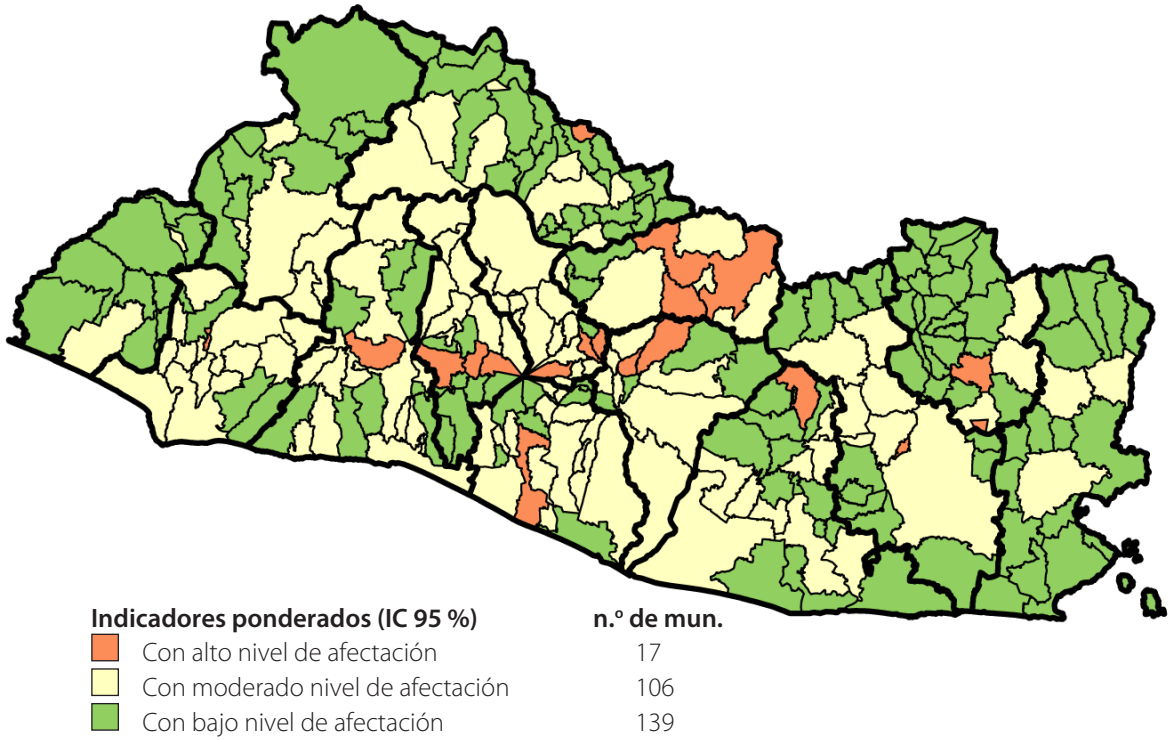 Indicadores ponderados (IC 95 %) n.º de mun.
Con alto nivel de afectación 17
Con moderado nivel de afectación 106
Con bajo nivel de afectación 139